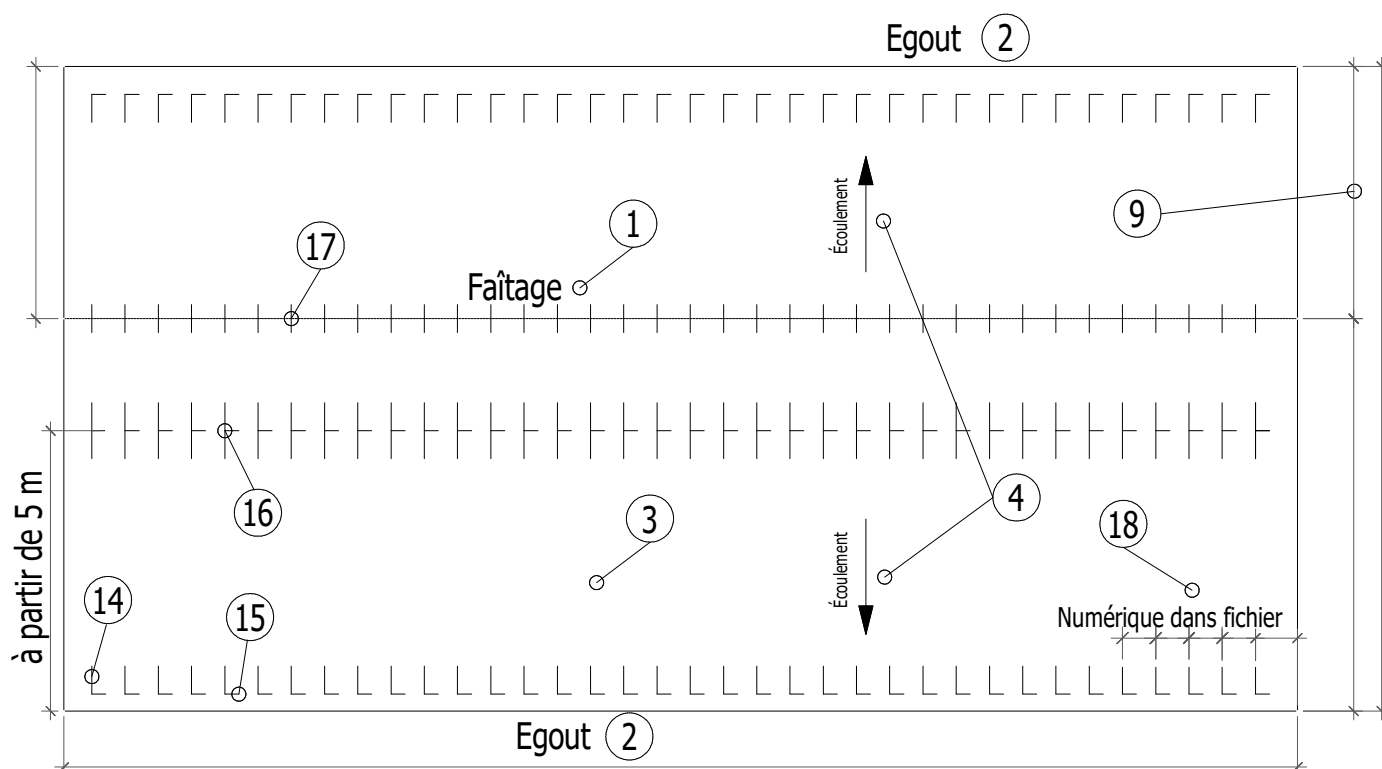 Egout 2
Écoulement
9
1
17
Faîtage
16
3
4
18
à partir de 5 m
Écoulement
14
15
Numérique dans fichier
Egout 2